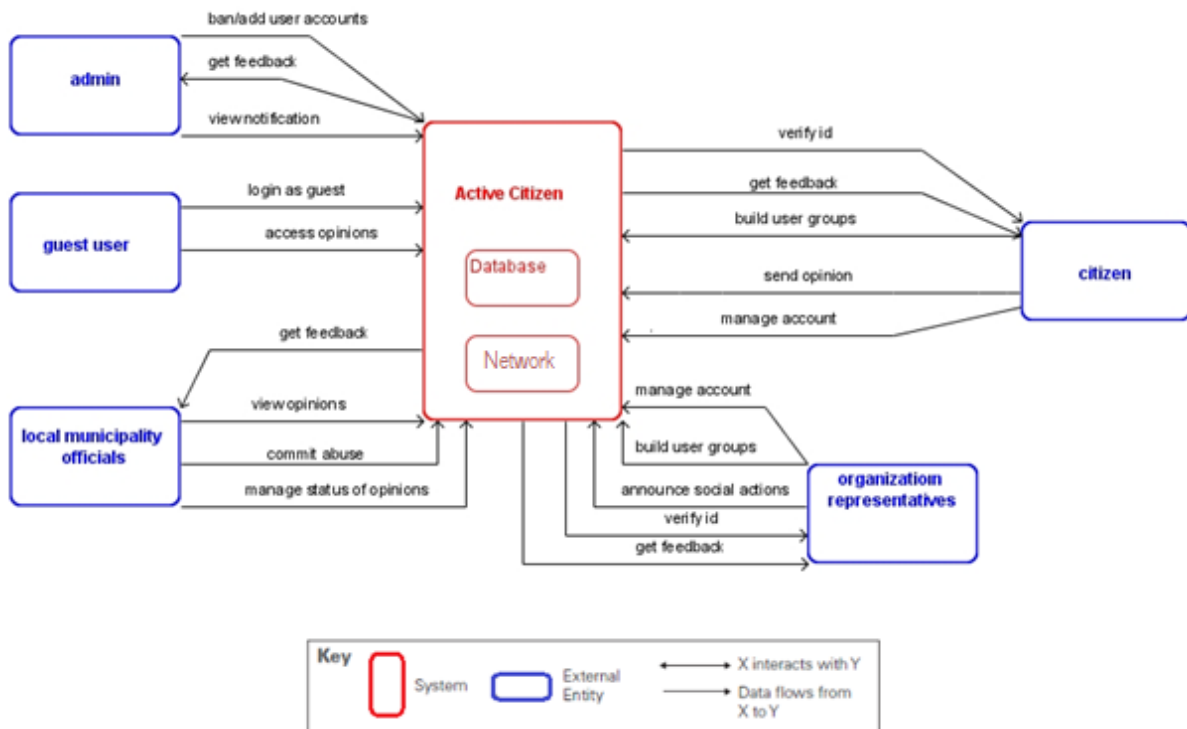 ban/add user accounts
admin
get feedback
view notification
login as guest
guest user
access opinions
get feedback
local municipality
officials
view opinions
commit abuse
manage status of opinions
Active Citizen
Database
Network
verify id
get feedback
build user groups
citizen
send opinion
manage account
manage account
build user groups
organizatioın
representatives
announce social actions
verify id
get feedback
Key
System
External
Entity
X interacts with Y
Data flows from
X to Y